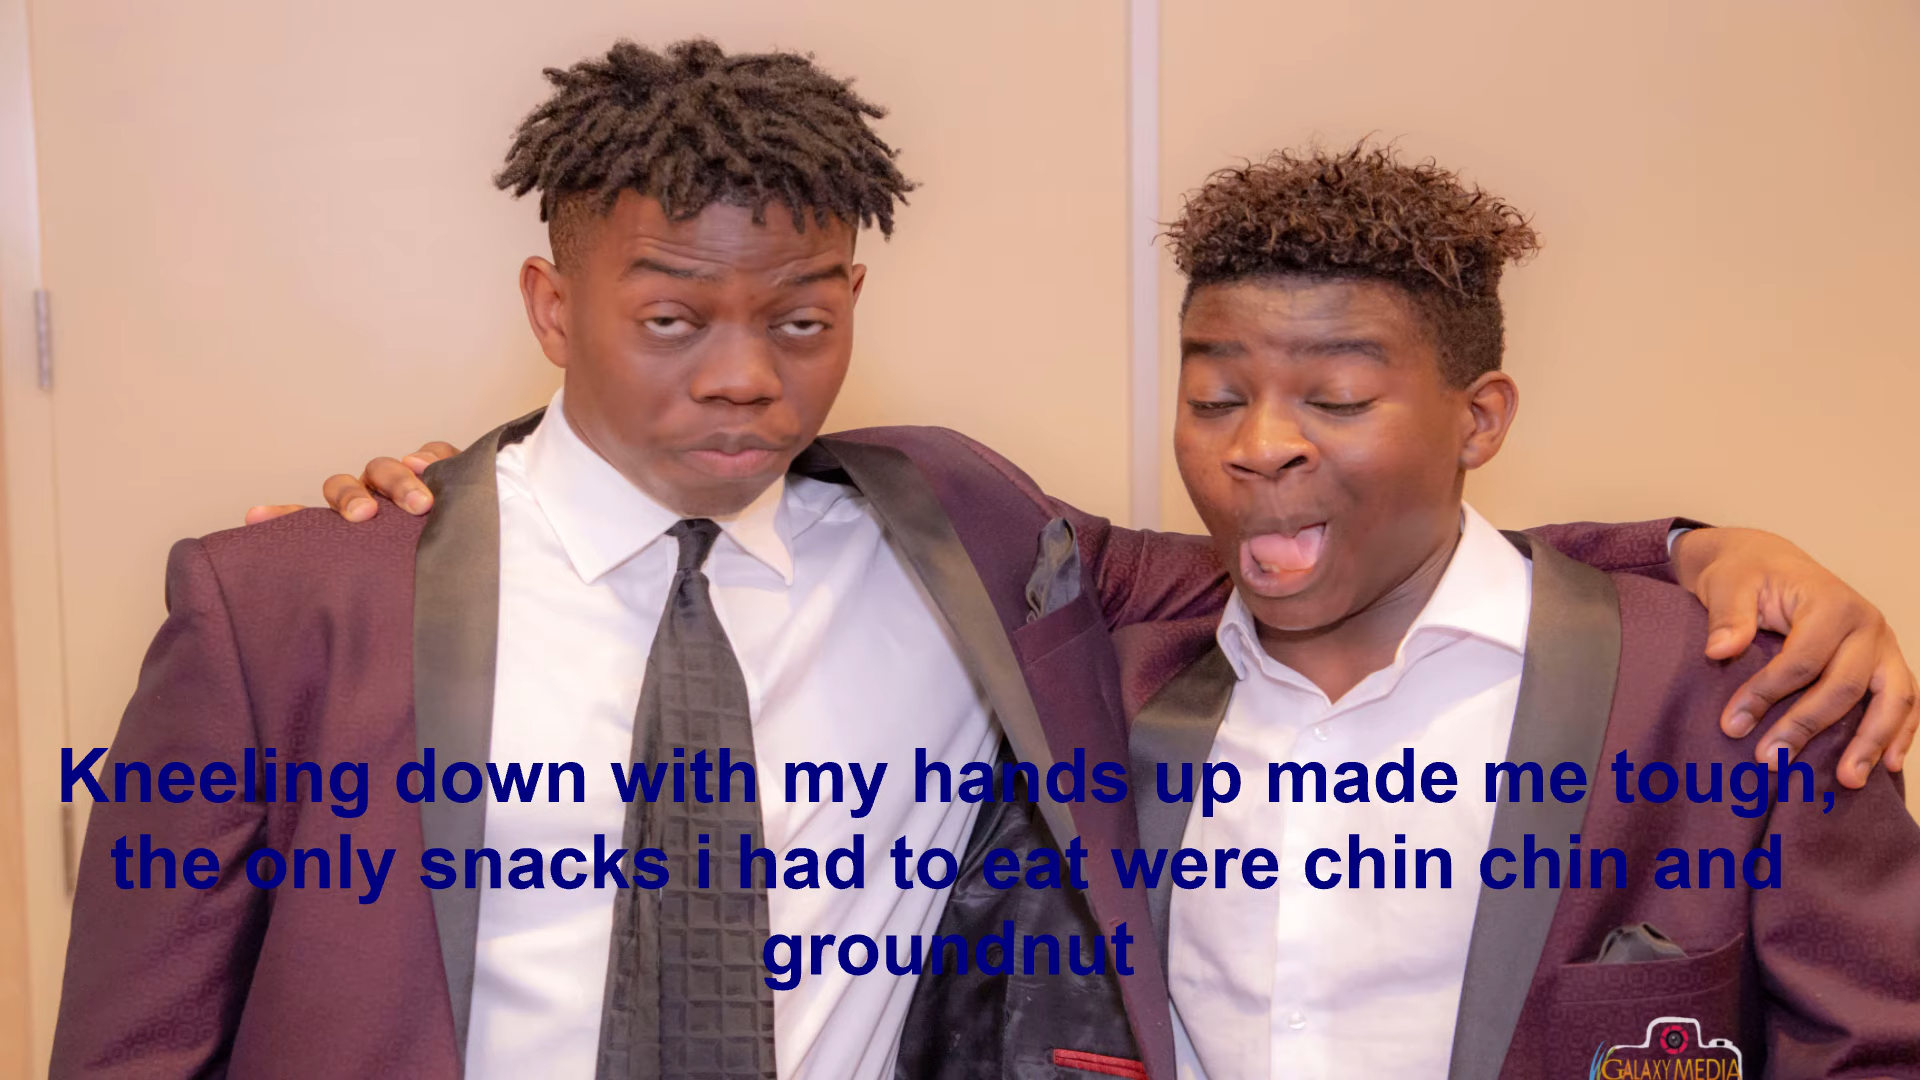 Kneeling down with my hands up made me tough,
the only snacks i had to eat were chin chin and
groundnut
GALAXY MEDIA